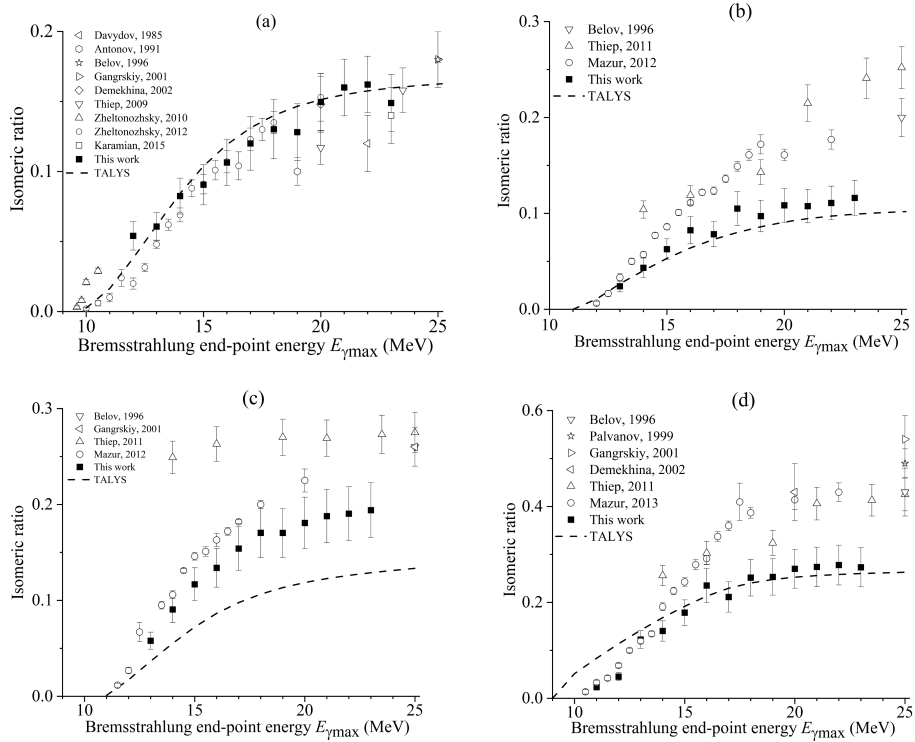 (a)
0.2
0.1
0.0
Isomeric ratio
Davydov, 1985
Antonov, 1991
Belov, 1996
Gangrskiy, 2001
Demekhina, 2002
Thiep, 2009
Zheltonozhsky, 2010
Zheltonozhsky, 2012
Karamian, 2015
This work
TALYS
10 15 20 25
Bremsstrahlung end-point energy Eγmax (MeV)
(b)
0.3
0.2
0.1
0.0
Isomeric ratio
Belov, 1996
Thiep, 2011
Mazur, 2012
This work
TALYS
10 15 20 25
Bremsstrahlung end-point energy Eγmax (MeV)
(c)
0.3
0.2
0.1
0.0
Isomeric ratio
Belov, 1996
Gangrskiy, 2001
Thiep, 2011
Mazur, 2012
This work
TALYS
10 15 20 25
Bremsstrahlung end-point energy Eγmax (MeV)
(d)
0.6
0.4
0.2
0.0
Isomeric ratio
Belov, 1996
Palvanov, 1999
Gangrskiy, 2001
Demekhina, 2002
Thiep, 2011
Mazur, 2013
This work
TALYS
10 15 20 25
Bremsstrahlung end-point energy Eγmax (MeV)